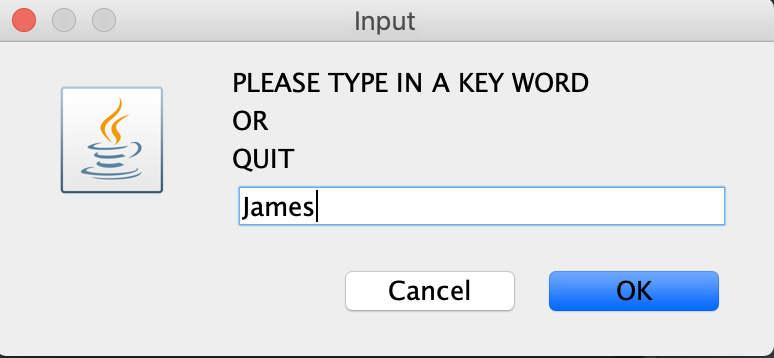 Input
PLEASE TYPE IN A KEY WORD
OR
QUIT
James
Cancel
OK